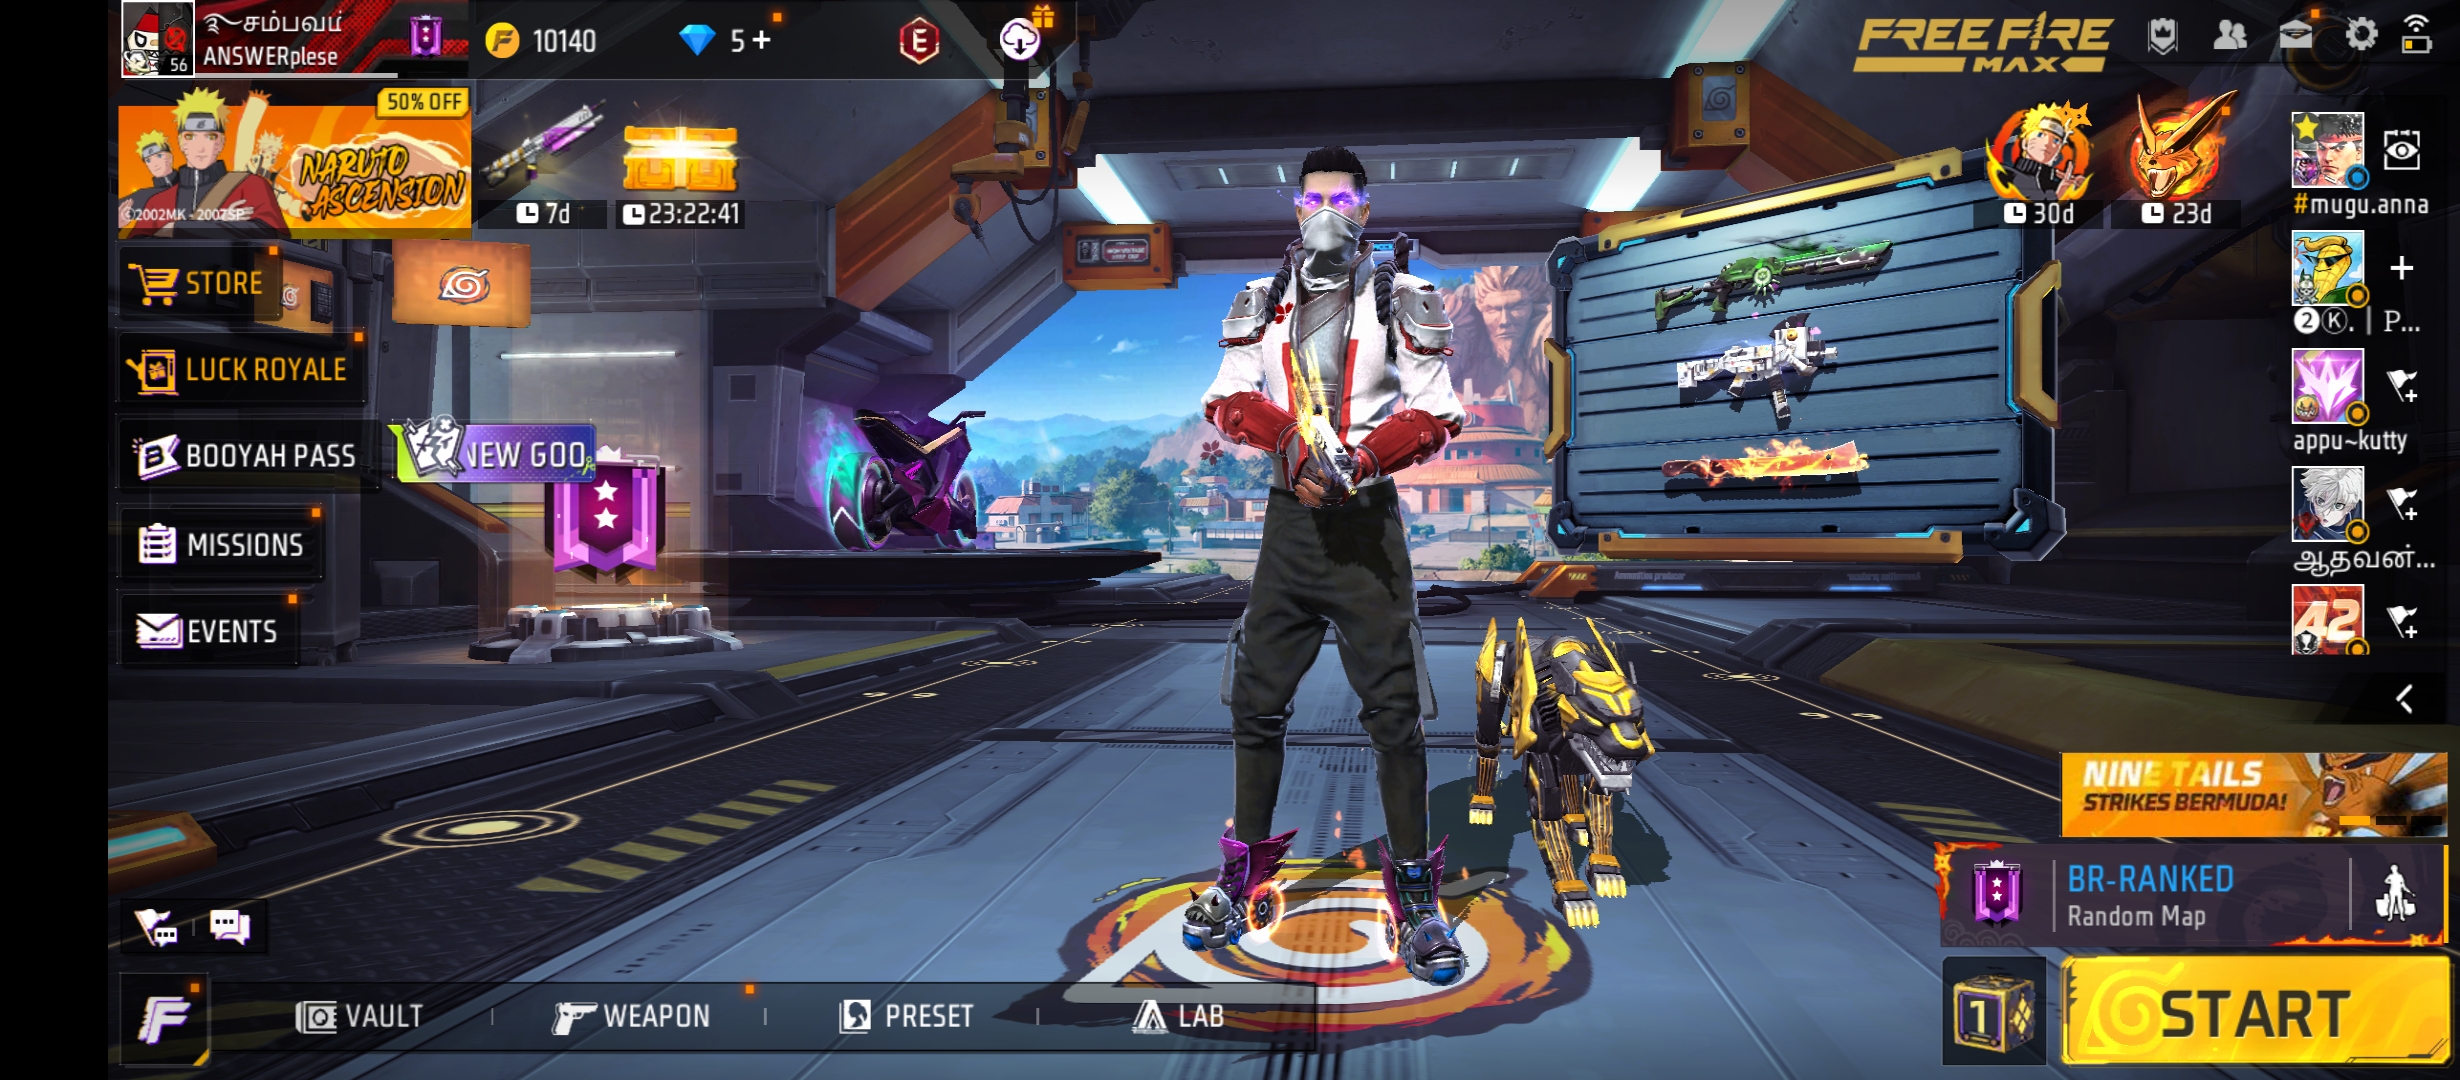 சம்பவம்
ANSWERplese
56
10140
5 +
E
FREE FIRE
MAX
50% OFF
NARUTO
ASCENSION
©2002MK - 2007SP
7d
23:22:41
30d
23d
#mugu.anna
2 K. | P...
appu~kutty
ஆதவன்...
A2
STORE
LUCK ROYALE
BOOYAH PASS
NEW GOO
MISSIONS
EVENTS
NINE TAILS
STRIKES BERMUDA!
BR-RANKED
Random Map
VAULT
WEAPON
PRESET
LAB
1
START